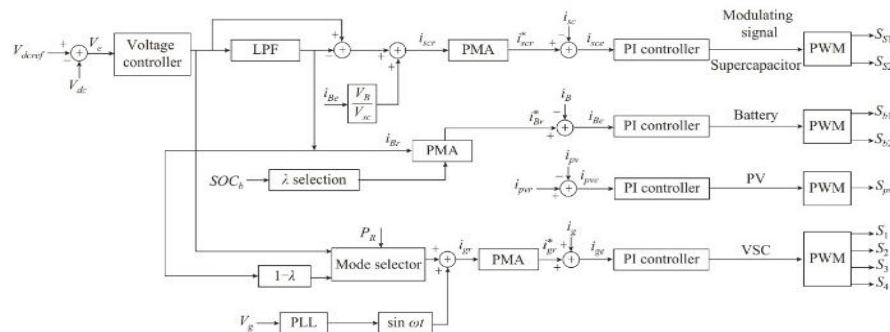 V_dcref + − V_e V_dc
Voltage controller
LPF
+ −
i_Be
V_B / V_sc
+ +
i_scr
PMA
i*_scr
i_sc
− +
i_sce
PI controller
Modulating signal
Supercapacitor
PWM
S_S1
S_S2
i_Br
PMA
SOC_b
λ selection
i*_Br
i_B
− +
i_Be
PI controller
Battery
PWM
S_b1
S_b2
i_pvr
i_pv
−
i_pve
PI controller
PV
PWM
P_R
Mode selector
1−λ
V_g
PLL
sin ωt
+ +
i_gr
PMA
i*_gr
i_g
+ +
i_ge
PI controller
VSC
PWM
S_1
S_2
S_3
S_4